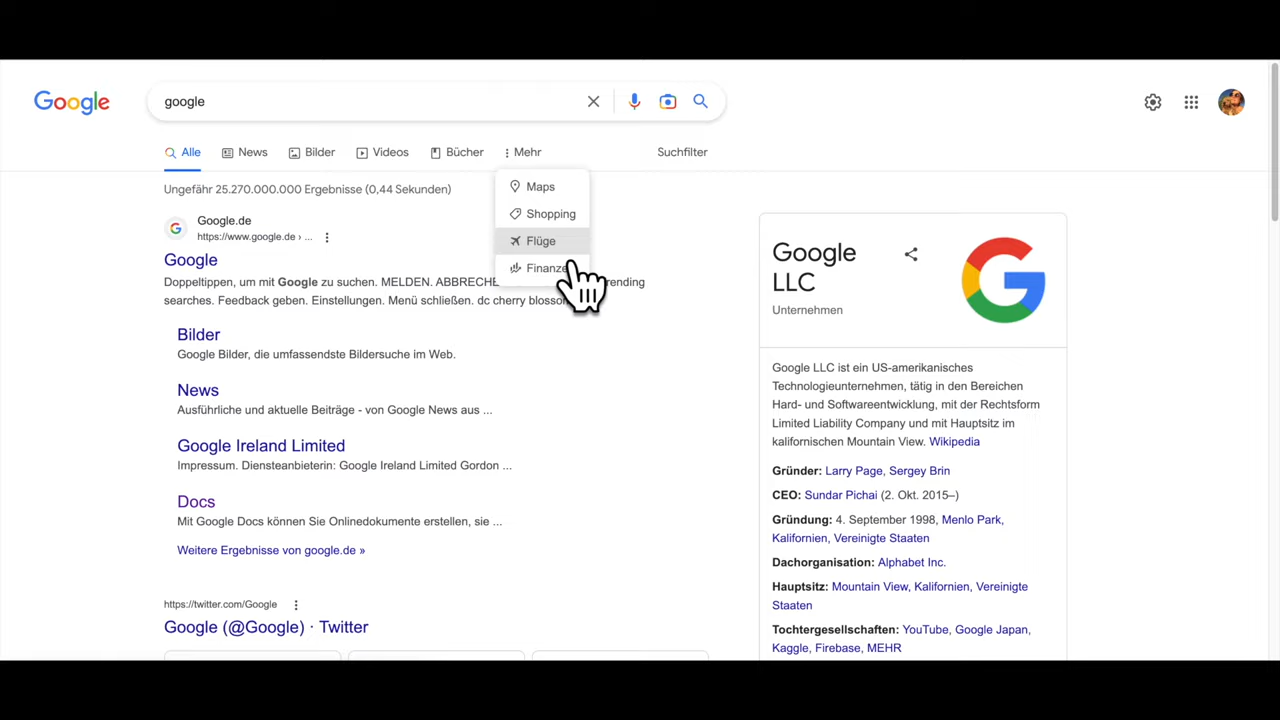 Google
google
Alle News Bilder Videos Bücher Mehr Suchfilter
Maps
Shopping
Flüge
Ungefähr 25.270.000.000 Ergebnisse (0,44 Sekunden)
Google.de
https://www.google.de › ...
Google
Doppeltippen, um mit Google zu suchen. MELDEN.
searches. Feedback geben. Einstellungen. Menü schließen. dc cherry
Bilder
Google Bilder, die umfassendste Bildersuche im Web.
News
Ausführliche und aktuelle Beiträge - von Google News aus ...
Google Ireland Limited
Impressum. Diensteanbieterin: Google Ireland Limited Gordon ...
Docs
Mit Google Docs können Sie Onlinedokumente erstellen, sie ...
Weitere Ergebnisse von google.de »
https://twitter.com/Google
Google (@Google) · Twitter
Google
LLC
Unternehmen
Google LLC ist ein US-amerikanisches
Technologieunternehmen, tätig in den Bereichen
Hard- und Softwareentwicklung, mit der Rechtsform
Limited Liability Company und mit Hauptsitz im
kalifornischen Mountain View. Wikipedia
Gründer: Larry Page, Sergey Brin
CEO: Sundar Pichai (2. Okt. 2015–)
Gründung: 4. September 1998, Menlo Park,
Kalifornien, Vereinigte Staaten
Dachorganisation: Alphabet Inc.
Hauptsitz: Mountain View, Kalifornien, Vereinigte
Staaten
Tochtergesellschaften: YouTube, Google Japan,
Kaggle, Firebase, MEHR